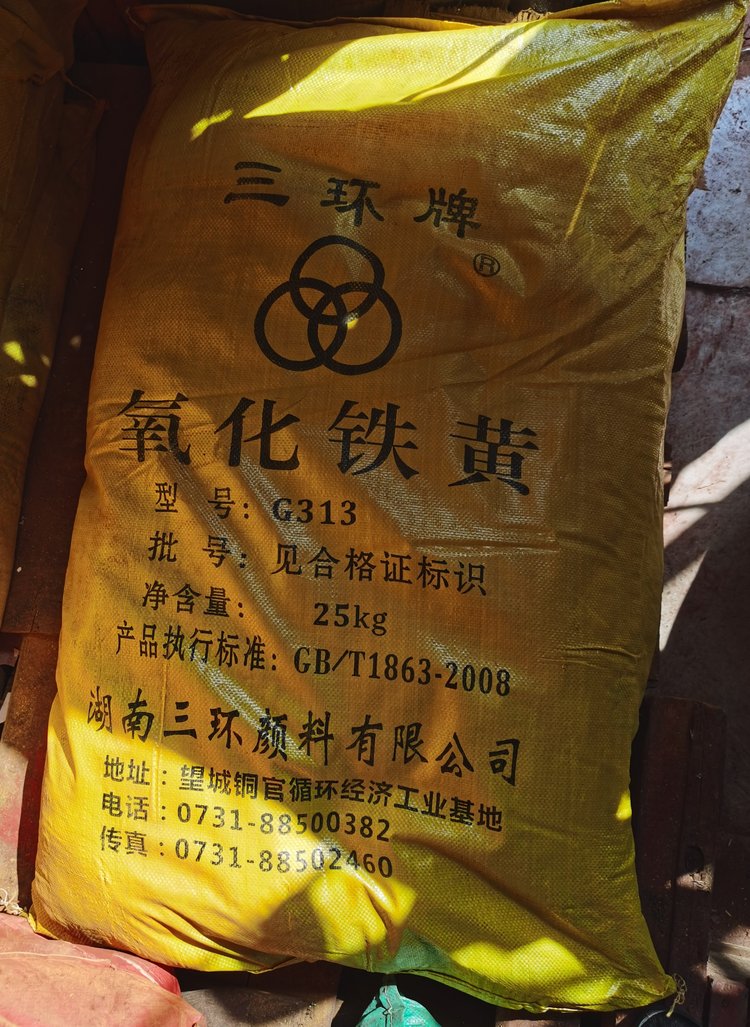 三环牌
®
氧化铁黄
型 号: G313
批 号: 见合格证标识
净含量: 25kg
产品执行标准: GB/T1863-2008
湖南三环颜料有限公司
地址:望城铜官循环经济工业基地
电话:0731-88500382
传真:0731-88502460